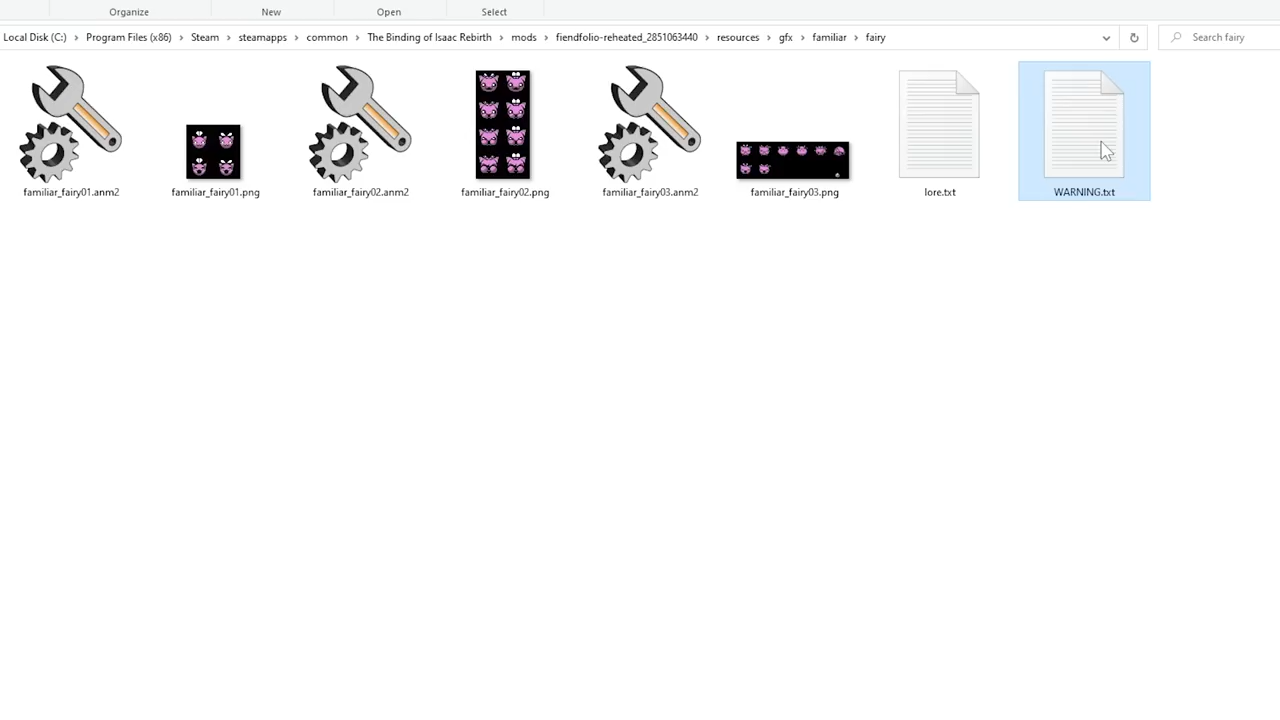 Organize New Open Select
Local Disk (C:) › Program Files (x86) › Steam › steamapps › common › The Binding of Isaac Rebirth › mods › fiendfolio-reheated_2851063440 › resources › gfx › familiar › fairy Search fairy
familiar_fairy01.anm2 familiar_fairy01.png familiar_fairy02.anm2 familiar_fairy02.png familiar_fairy03.anm2 familiar_fairy03.png lore.txt WARNING.txt